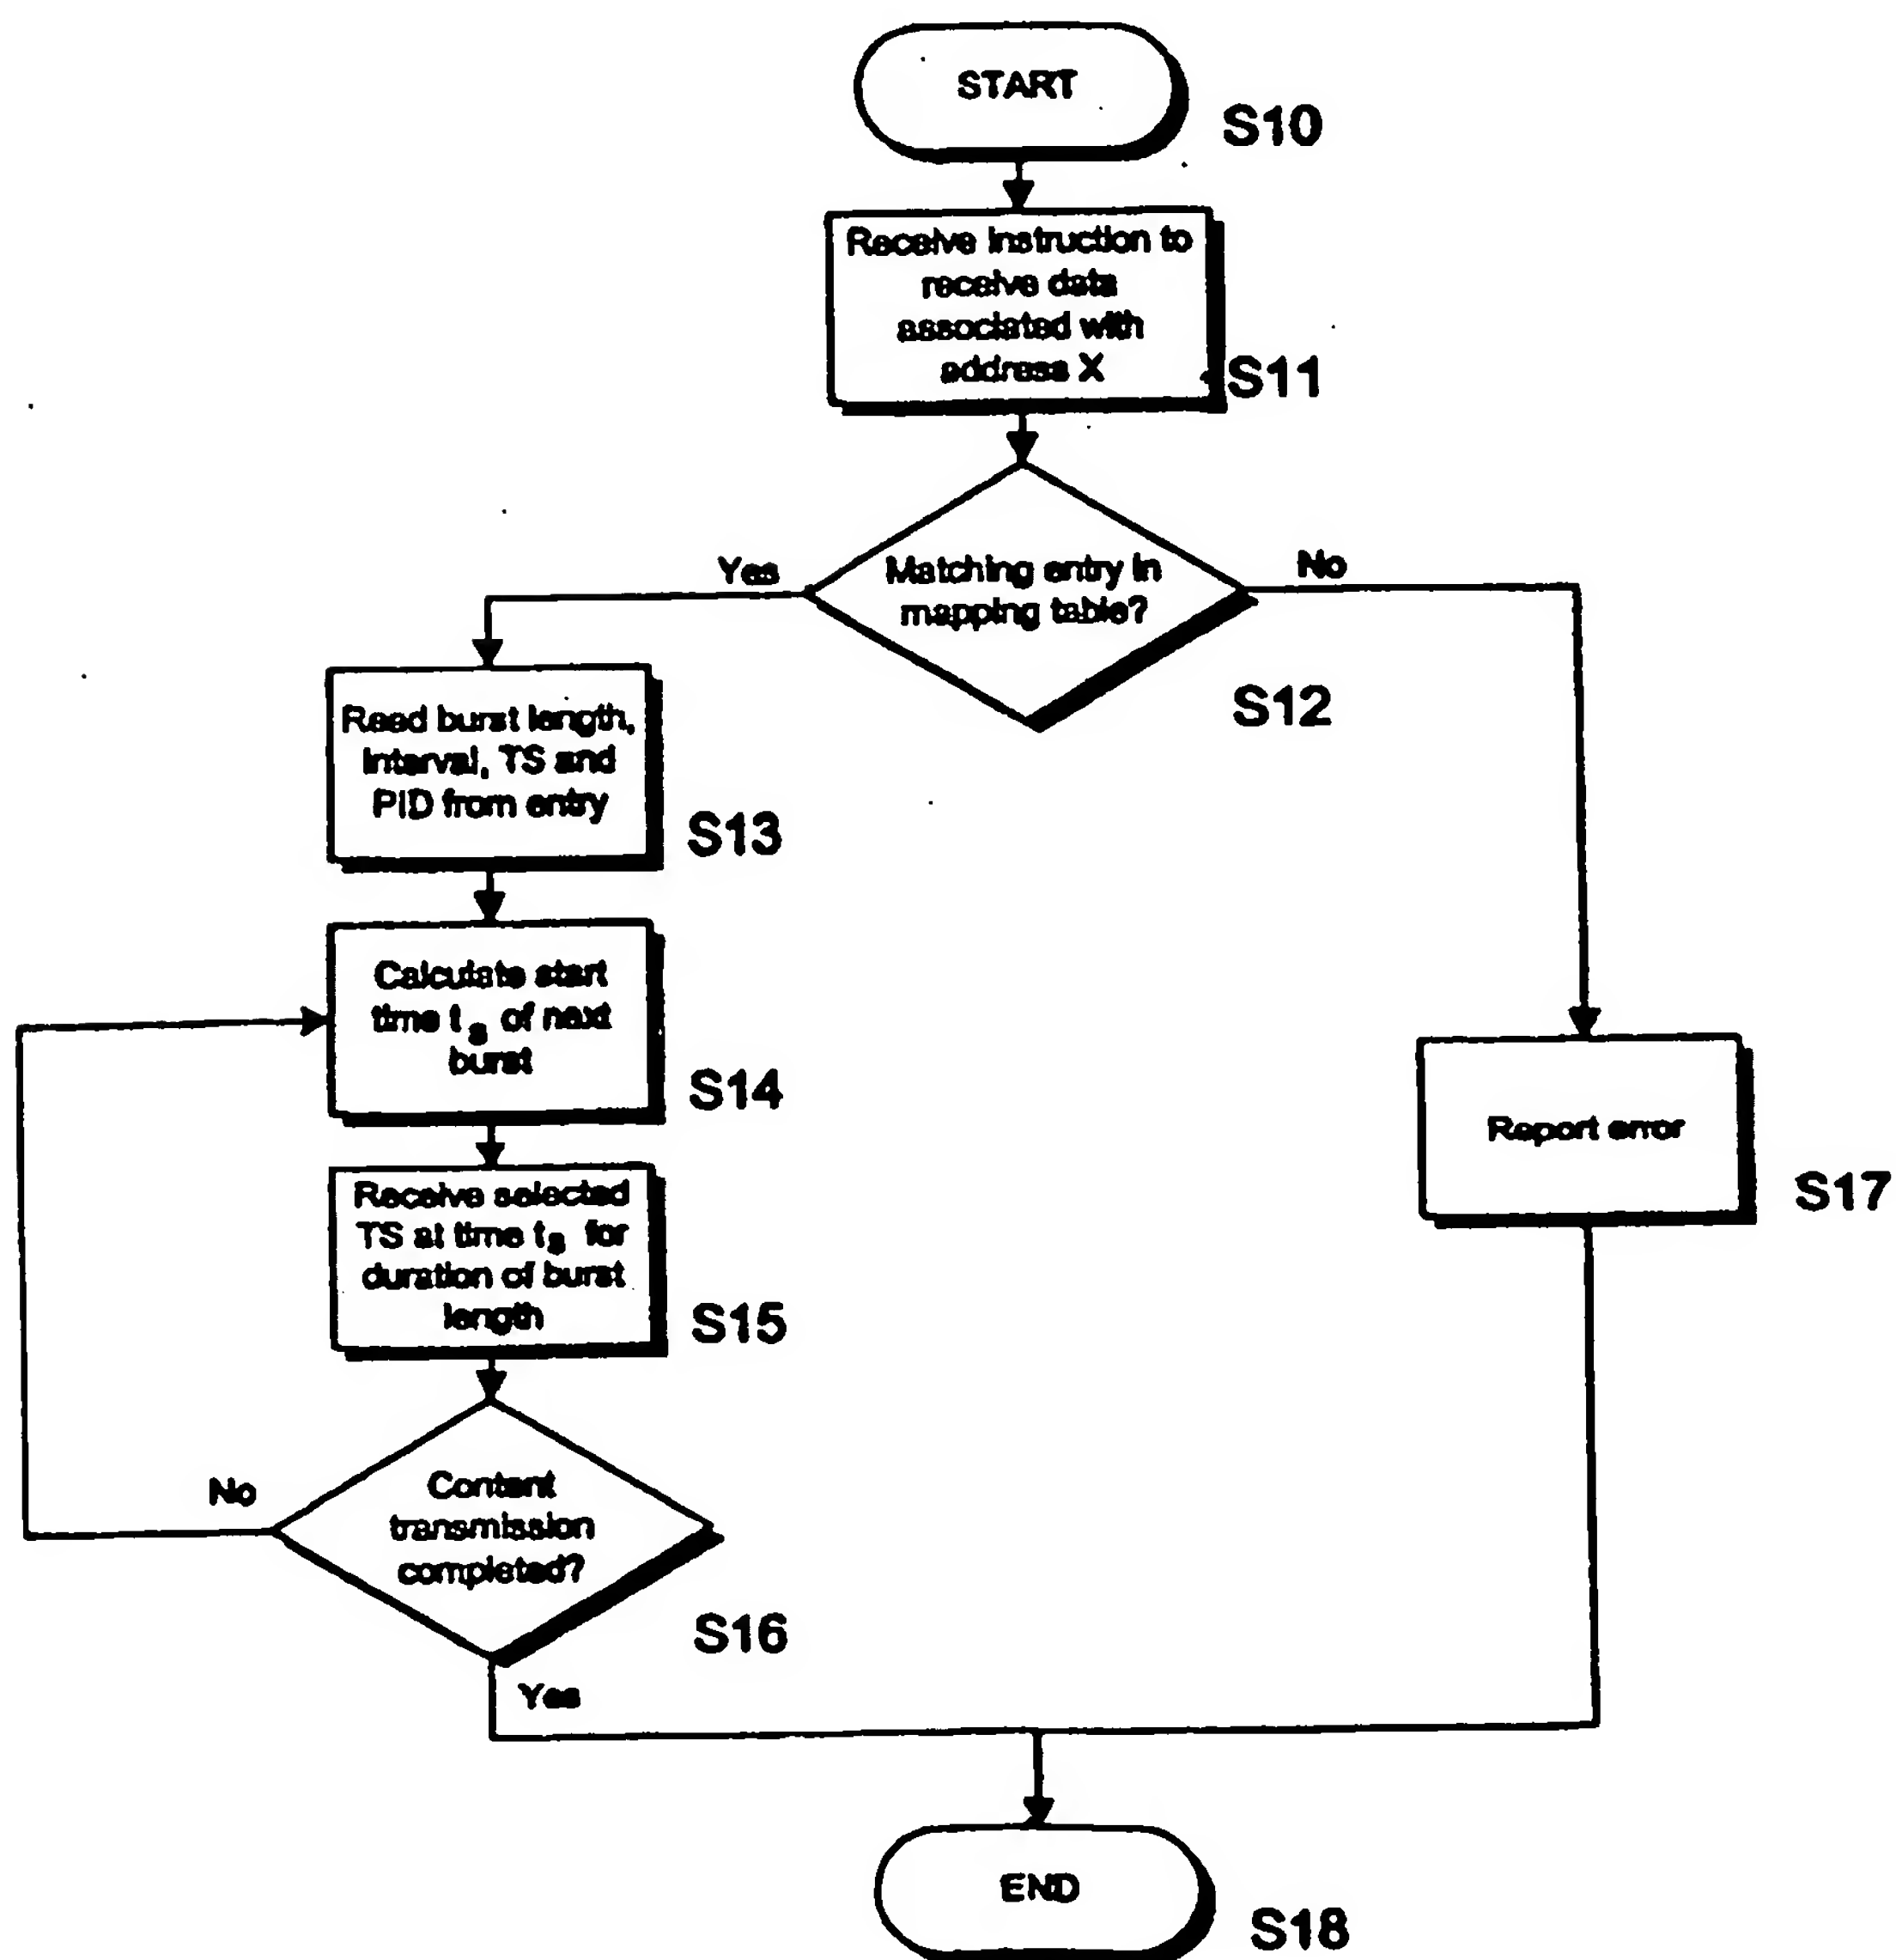 START
S10
Receive instruction to
receive data
associated with
address X
S11
Matching entry in
mapping table?
Yes
No
S12
Read burst length,
interval, TS and
PID from entry
S13
Calculate start
time t s of next
burst
S14
Receive selected
TS at time t s for
duration of burst
length
S15
Report error
S17
Content
transmission
completed?
No
S16
Yes
END
S18